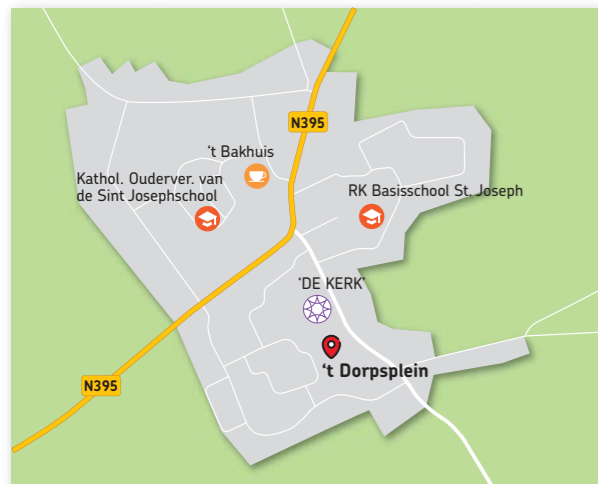 N395
‘t Bakhuis
Kathol. Ouderver. van
de Sint Josephschool
RK Basisschool St. Joseph
‘DE KERK’
‘t Dorpsplein
N395